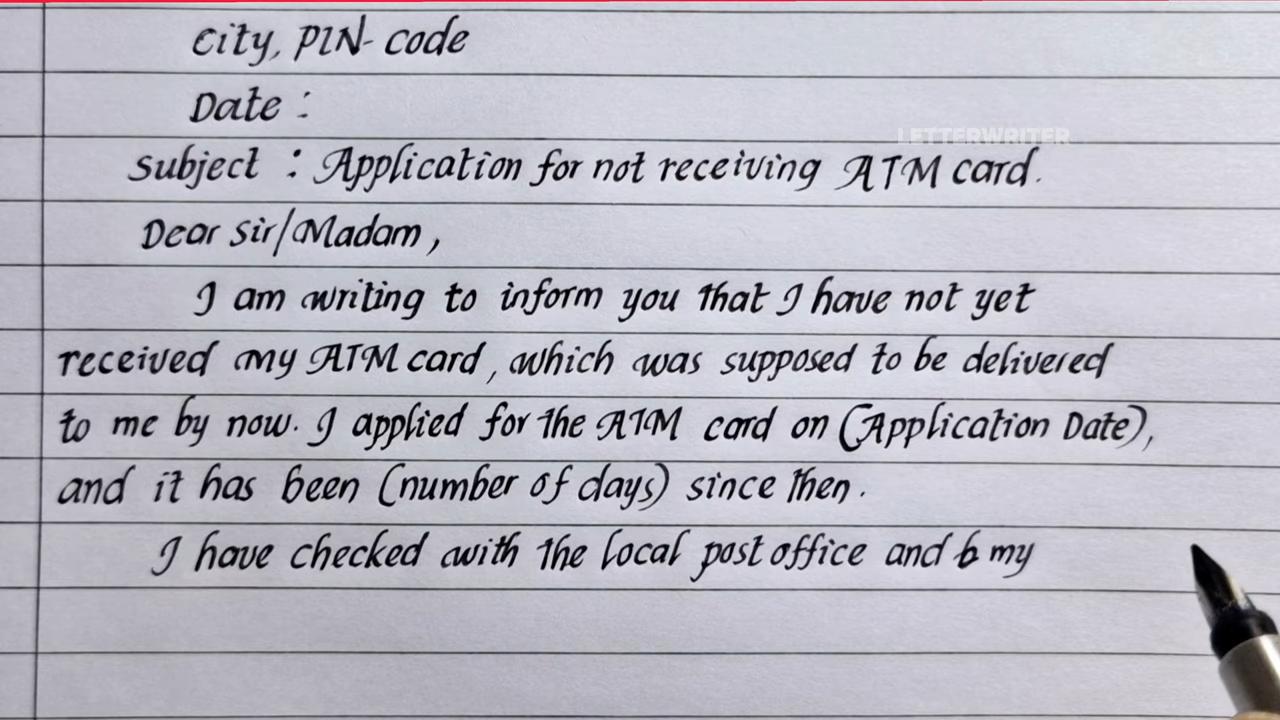 City, PIN- code
Date :
LETTERWRITER
Subject : Application for not receiving ATM card.
Dear Sir/Madam,
I am writing to inform you that I have not yet
received my ATM card, which was supposed to be delivered
to me by now. I applied for the ATM card on (Application Date),
and it has been (number of days) since then.
I have checked with the local post office and b my